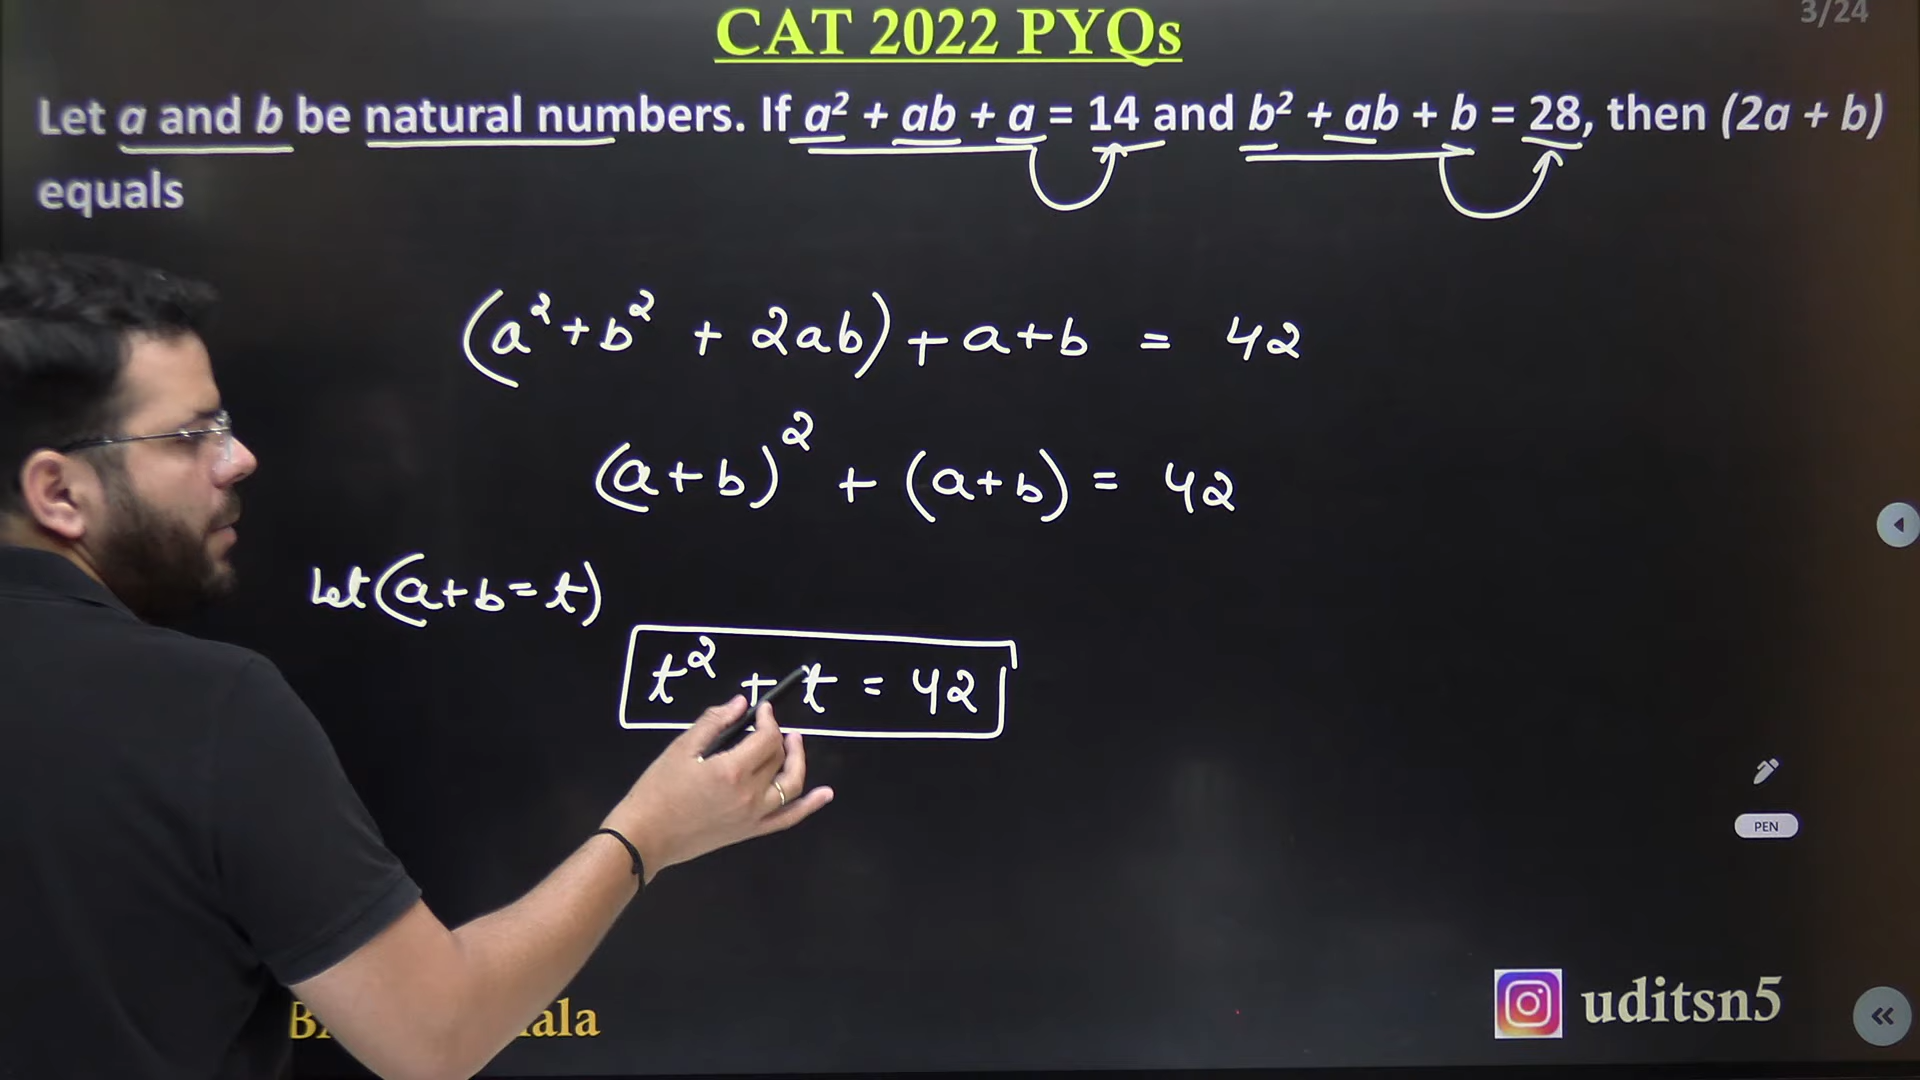 3/24
CAT 2022 PYQs
Let a and b be natural numbers. If a² + ab + a = 14 and b² + ab + b = 28, then (2a + b)
equals
(a² + b² + 2ab) + a + b = 42
(a + b)² + (a + b) = 42
Let (a + b = t)
t² + t = 42
PEN
uditsn5